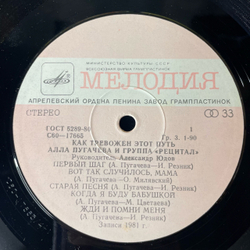 МИНИСТЕРСТВО КУЛЬТУРЫ СССР
ВСЕСОЮЗНАЯ ФИРМА ГРАМПЛАСТИНОК
МЕЛОДИЯ
АПРЕЛЕВСКИЙ ОРДЕНА ЛЕНИНА ЗАВОД ГРАМПЛАСТИНОК
СТЕРЕО 33
ГОСТ 5289-80 1
С60—17663 Гр. 3. 1-90
КАК ТРЕВОЖЕН ЭТОТ ПУТЬ
АЛЛА ПУГАЧЕВА И ГРУППА «РЕЦИТАЛ»
Руководитель Александр Юдов
ПЕРВЫЙ ШАГ (А. Пугачева—И. Резник)
ВОТ ТАК СЛУЧИЛОСЬ, МАМА
(А. Пугачева—О. Милявский)
СТАРАЯ ПЕСНЯ (А. Пугачева—И. Резник)
КОГДА Я БУДУ БАБУШКОЙ
(А. Пугачева—М. Цветаева)
ЖДИ И ПОМНИ МЕНЯ
(А. Пугачева—И. Резник)
Запись 1981 г.